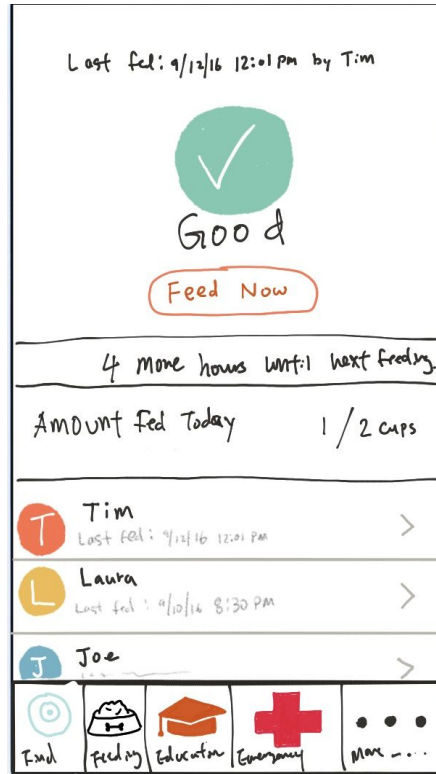 Last fed: 9/12/16 12:01 pm by Tim
Good
Feed Now
4 more hours until next feeding
Amount Fed Today 1/2 cups
T
Tim
Last fed: 9/12/16 12:01 PM
L
Laura
Last fed: 9/10/16 8:30 PM
J
Joe
Find Feeding Education Emergency More ....